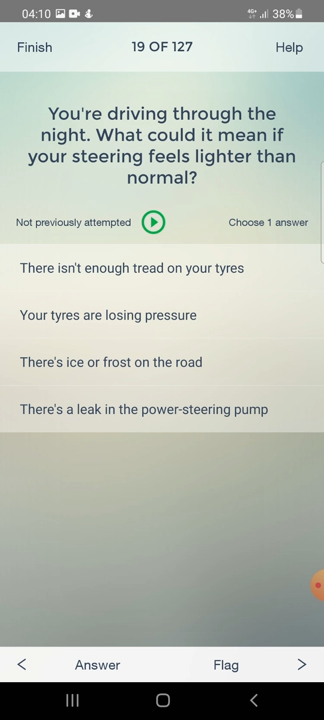 04:10 4G+ 38%
Finish 19 OF 127 Help
You're driving through the
night. What could it mean if
your steering feels lighter than
normal?
Not previously attempted Choose 1 answer
There isn't enough tread on your tyres
Your tyres are losing pressure
There's ice or frost on the road
There's a leak in the power-steering pump
< Answer Flag >